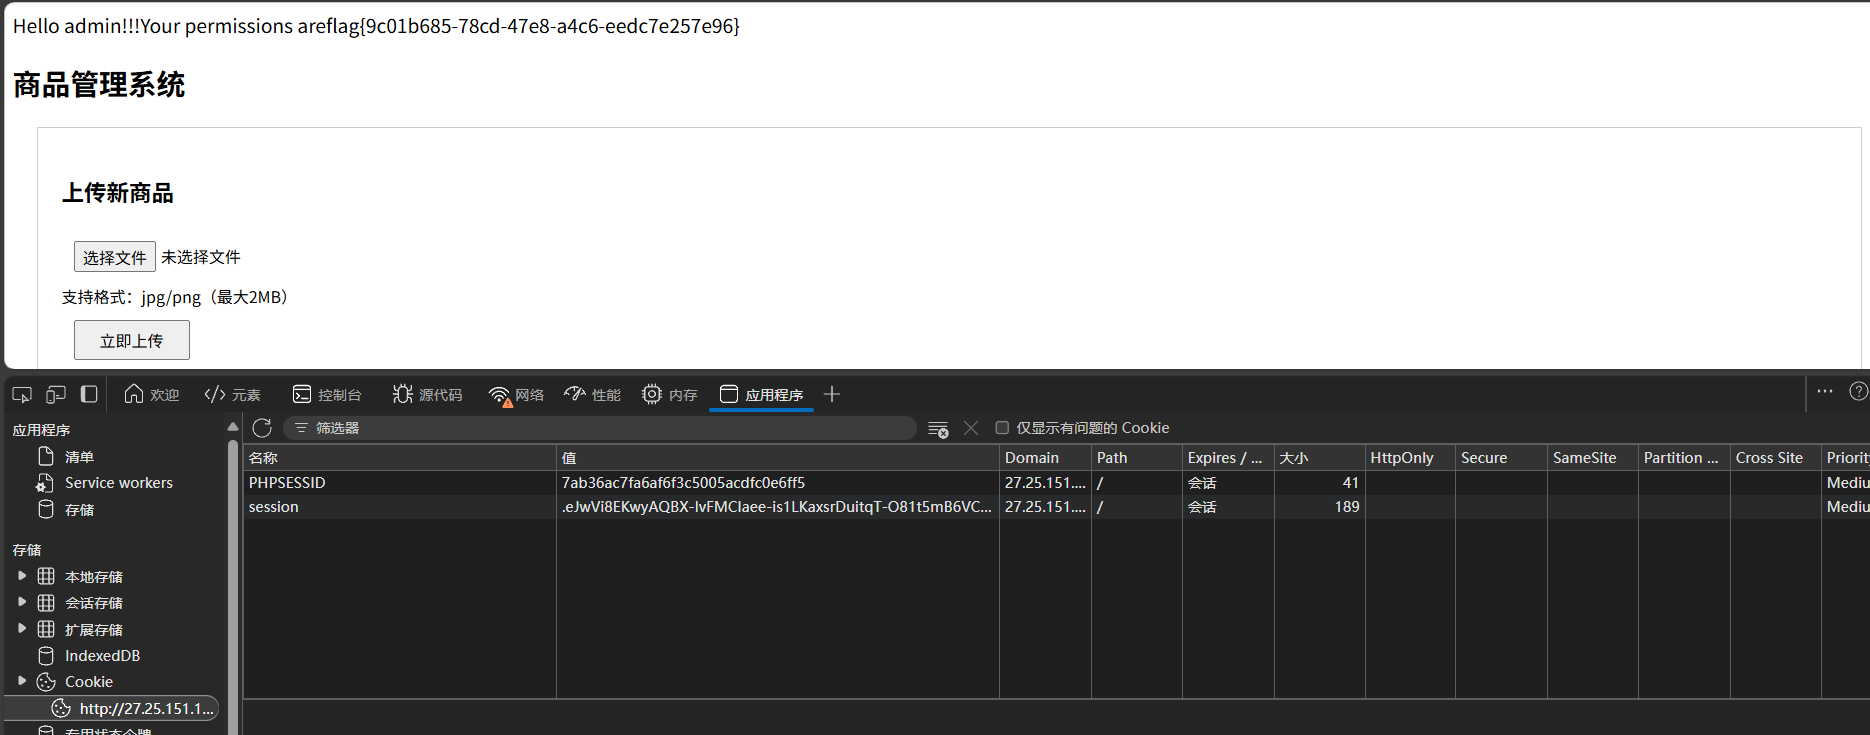 Hello admin!!!Your permissions areflag{9c01b685-78cd-47e8-a4c6-eedc7e257e96}
商品管理系统
上传新商品
选择文件 未选择文件
支持格式：jpg/png（最大2MB）
立即上传
欢迎 元素 控制台 源代码 网络 性能 内存 应用程序
应用程序
清单
Service workers
存储
存储
本地存储
会话存储
扩展存储
IndexedDB
Cookie
http://27.25.151.1...
筛选器 仅显示有问题的 Cookie
名称 值 Domain Path Expires / ... 大小 HttpOnly Secure SameSite Partition ... Cross Site Priority
PHPSESSID 7ab36ac7fa6af6f3c5005acdfc0e6ff5 27.25.151.... / 会话 41 Mediu
session .eJwVi8EKwyAQBX-IvFMCIaee-is1LKaxsrDuitqT-O81t5mB6VC... 27.25.151.... / 会话 189 Mediu